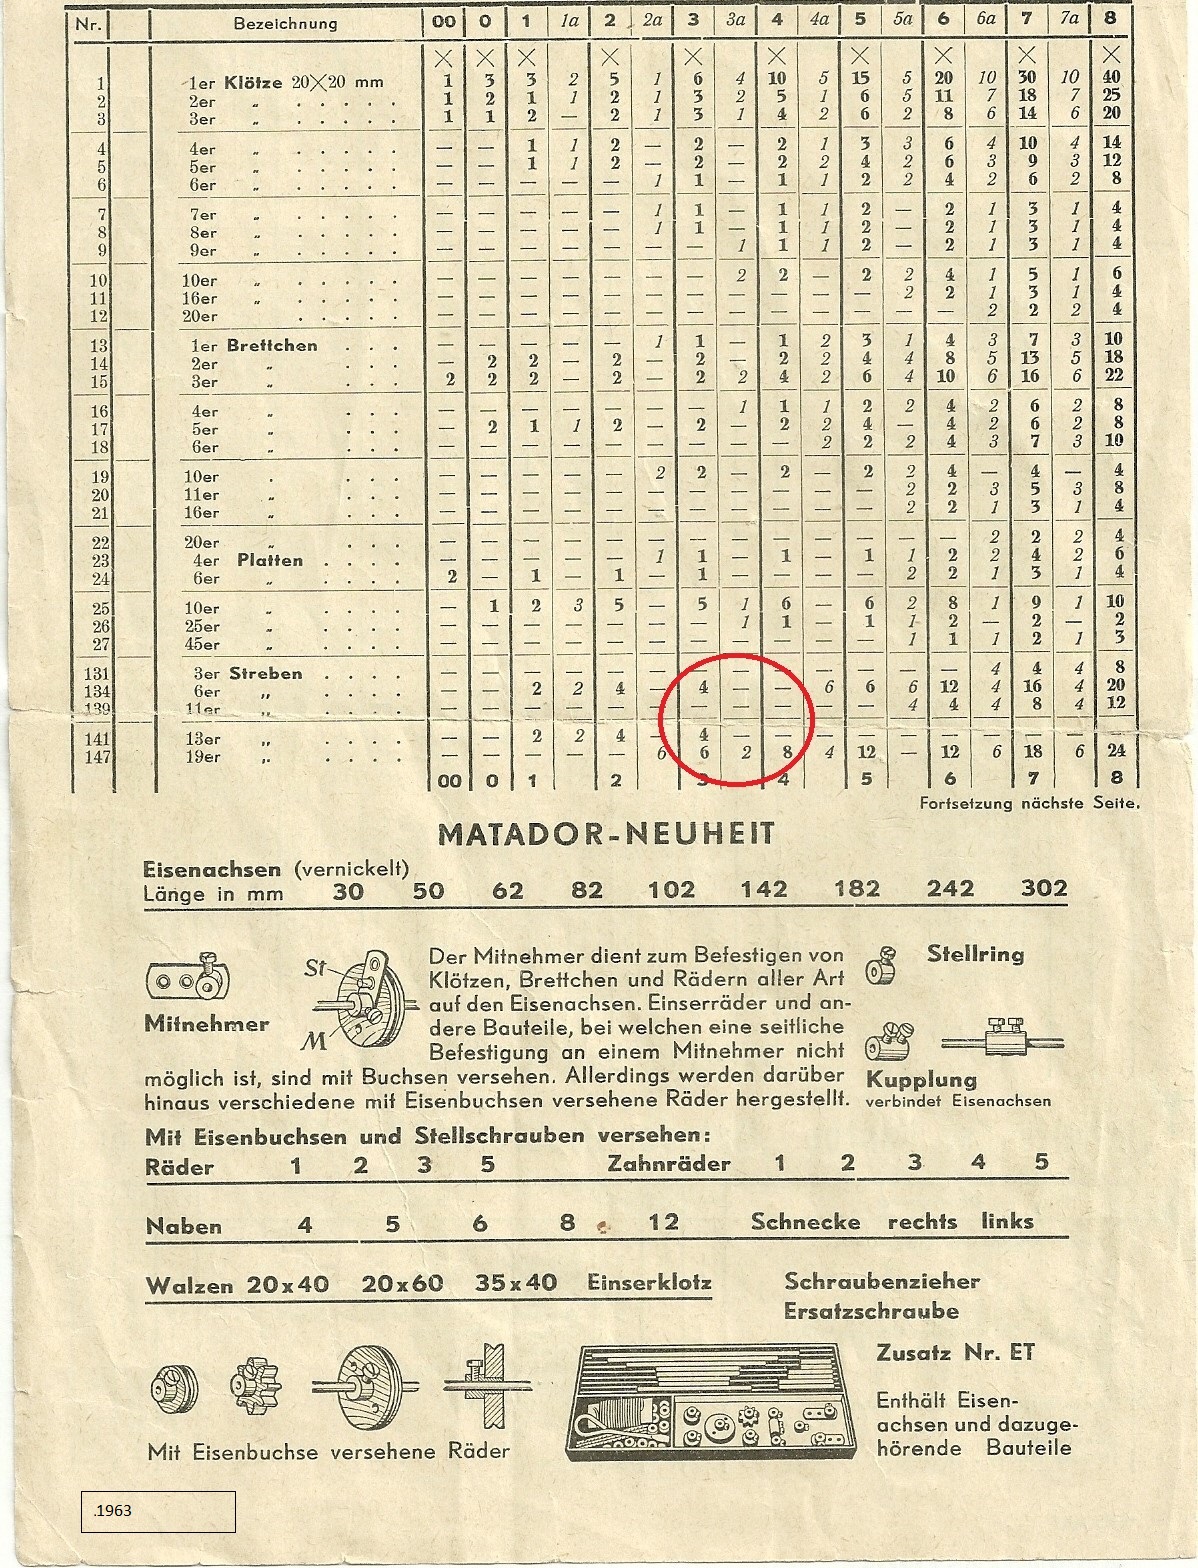 Nr. Bezeichnung 00 0 1 1a 2 2a 3 3a 4 4a 5 5a 6 6a 7 7a 8
× × × × × × × × × ×
1 1er Klötze 20×20 mm 1 3 3 2 5 1 6 4 10 5 15 5 20 10 30 10 40
2 2er „ . . . . . 1 2 1 1 2 1 3 2 5 1 6 5 11 7 18 7 25
3 3er „ . . . . . 1 1 2 — 2 1 3 1 4 2 6 2 8 6 14 6 20
4 4er „ . . . . . — — 1 1 2 — 2 — 2 1 3 3 6 4 10 4 14
5 5er „ . . . . . — — 1 1 2 — 2 — 2 2 4 2 6 3 9 3 12
6 6er „ . . . . . — — — — — 1 1 — 1 1 2 2 4 2 6 2 8
7 7er „ . . . . . — — — — — 1 1 — 1 1 2 — 2 1 3 1 4
8 8er „ . . . . . — — — — — 1 1 — 1 1 2 — 2 1 3 1 4
9 9er „ . . . . . — — — — — — — 1 1 1 2 — 2 1 3 1 4
10 10er „ . . . . . — — — — — — — 2 2 — 2 2 4 1 5 1 6
11 16er „ . . . . . — — — — — — — — — — — 2 2 1 3 1 4
12 20er . . . . . — — — — — — — — — — — — — 2 2 2 4
13 1er Brettchen . . . — — — — — 1 1 — 1 2 3 1 4 3 7 3 10
14 2er „ . . . — 2 2 — 2 — 2 — 2 2 4 4 8 5 13 5 18
15 3er „ . . . 2 2 2 — 2 — 2 2 4 2 6 4 10 6 16 6 22
16 4er „ . . . — — — — — — — 1 1 1 2 2 4 2 6 2 8
17 5er „ . . . — 2 1 1 2 — 2 — 2 2 4 — 4 2 6 2 8
18 6er „ . . . — — — — — — — — — 2 2 2 4 3 7 3 10
19 10er . . . . — — — — — 2 2 — 2 — 2 2 4 — 4 — 4
20 11er „ . . . — — — — — — — — — — — 2 2 3 5 3 8
21 16er „ . . . — — — — — — — — — — — 2 2 1 3 1 4
22 20er „ . . . — — — — — — — — — — — — — 2 2 2 4
23 4er Platten . . . . — — — — — 1 1 — 1 — 1 1 2 2 4 2 6
24 6er „ . . . . 2 — 1 — 1 — 1 — — — — 2 2 1 3 1 4
25 10er „ . . . . — 1 2 3 5 — 5 1 6 — 6 2 8 1 9 1 10
26 25er „ . . . . — — — — — — — 1 1 — 1 1 2 — 2 — 2
27 45er „ . . . . — — — — — — — — — — — 1 1 1 2 1 3
131 3er Streben . . . . — — — — — — — — — — — — — 4 4 4 8
134 6er „ . . . . — — 2 2 4 — 4 — — 6 6 6 12 4 16 4 20
139 11er „ . . . . — — — — — — — — — — — 4 4 4 8 4 12
141 13er „ . . . . — — 2 2 4 — 4 — — — — — — — — — —
147 19er „ . . . . — — — — — 6 6 2 8 4 12 — 12 6 18 6 24
00 0 1 2 3 4 5 6 7 8
Fortsetzung nächste Seite.
MATADOR-NEUHEIT
Eisenachsen (vernickelt)
Länge in mm 30 50 62 82 102 142 182 242 302
St
M
Mitnehmer
Der Mitnehmer dient zum Befestigen von
Klötzen, Brettchen und Rädern aller Art
auf den Eisenachsen. Einserräder und an-
dere Bauteile, bei welchen eine seitliche
Befestigung an einem Mitnehmer nicht
möglich ist, sind mit Buchsen versehen. Allerdings werden darüber
hinaus verschiedene mit Eisenbuchsen versehene Räder hergestellt.
Stellring
Kupplung
verbindet Eisenachsen
Mit Eisenbuchsen und Stellschrauben versehen:
Räder 1 2 3 5 Zahnräder 1 2 3 4 5
Naben 4 5 6 8 12 Schnecke rechts links
Walzen 20x40 20x60 35x40 Einserklotz
Schraubenzieher
Ersatzschraube
Mit Eisenbuchse versehene Räder
Zusatz Nr. ET
Enthält Eisen-
achsen und dazuge-
hörende Bauteile
.1963